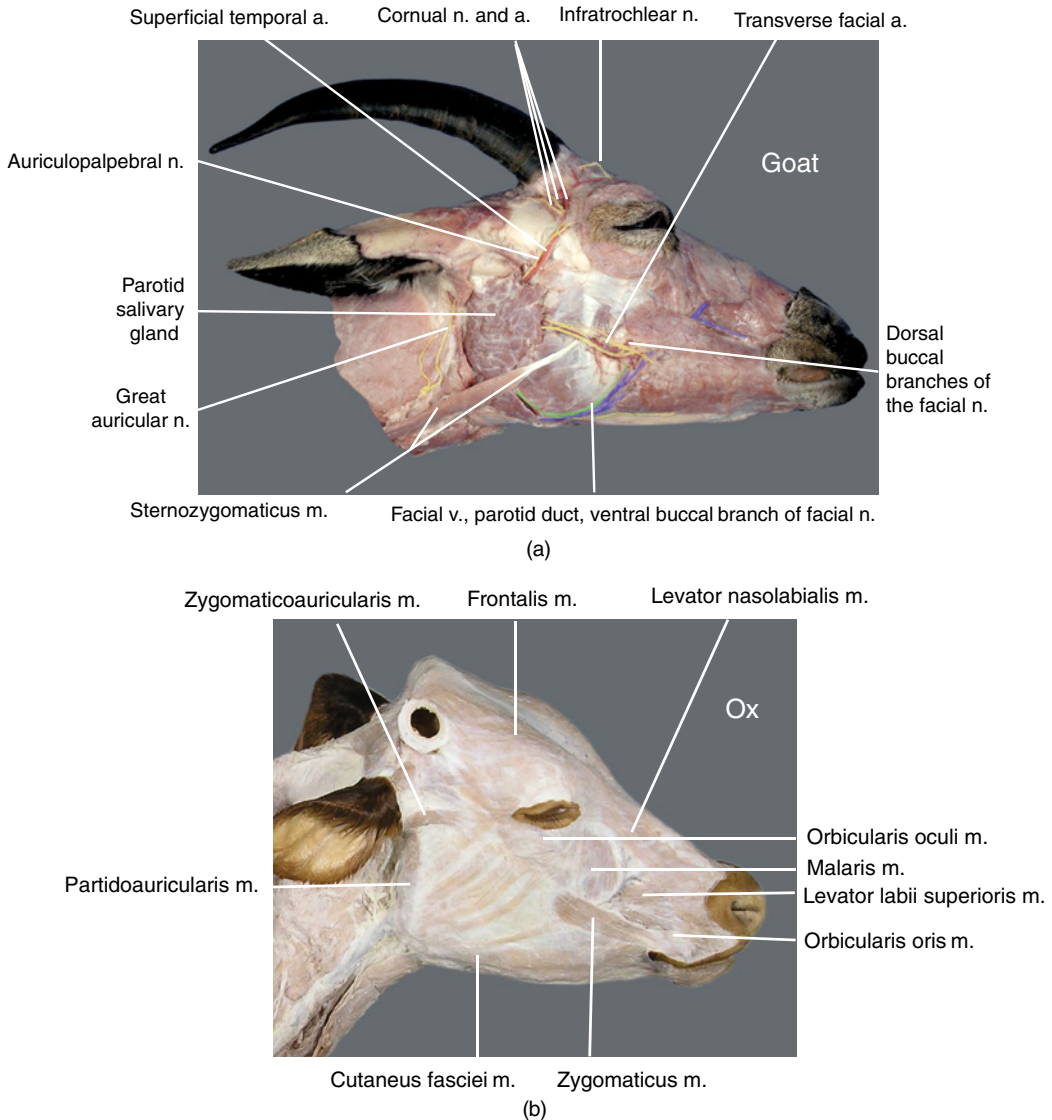 Superficial temporal a.
Cornual n. and a.
Infratrochlear n.
Transverse facial a.
Auriculopalpebral n.
Goat
Parotid
salivary
gland
Dorsal
buccal
branches of
the facial n.
Great
auricular n.
Sternozygomaticus m.
Facial v., parotid duct, ventral buccal branch of facial n.
(a)
Zygomaticoauricularis m.
Frontalis m.
Levator nasolabialis m.
Ox
Orbicularis oculi m.
Malaris m.
Partidoauricularis m.
Levator labii superioris m.
Orbicularis oris m.
Cutaneus fasciei m.
Zygomaticus m.
(b)